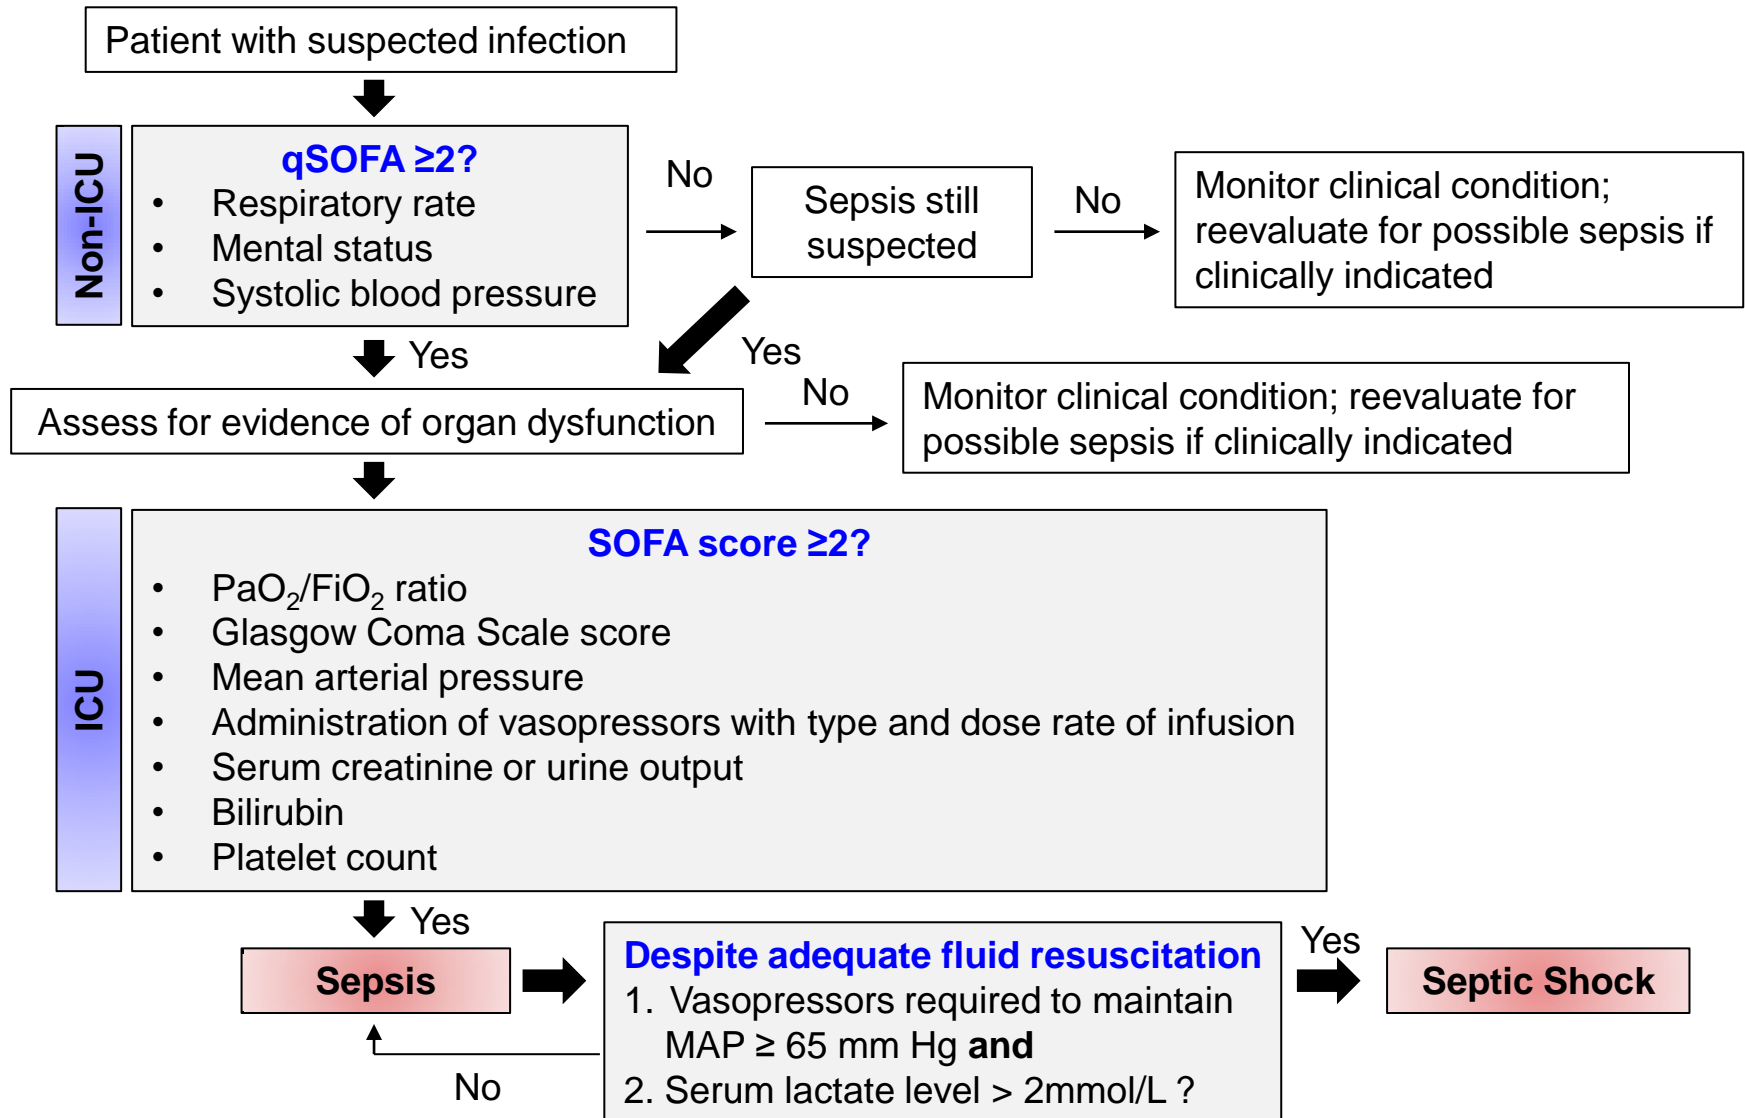 Patient with suspected infection
Non-ICU
qSOFA ≥2?
• Respiratory rate
• Mental status
• Systolic blood pressure
No
Sepsis still
suspected
No
Monitor clinical condition;
reevaluate for possible sepsis if
clinically indicated
Yes
Yes
Assess for evidence of organ dysfunction
No
Monitor clinical condition; reevaluate for
possible sepsis if clinically indicated
ICU
SOFA score ≥2?
• PaO₂/FiO₂ ratio
• Glasgow Coma Scale score
• Mean arterial pressure
• Administration of vasopressors with type and dose rate of infusion
• Serum creatinine or urine output
• Bilirubin
• Platelet count
Yes
Sepsis
Despite adequate fluid resuscitation
1. Vasopressors required to maintain
MAP ≥ 65 mm Hg and
2. Serum lactate level > 2mmol/L ?
Yes
Septic Shock
No